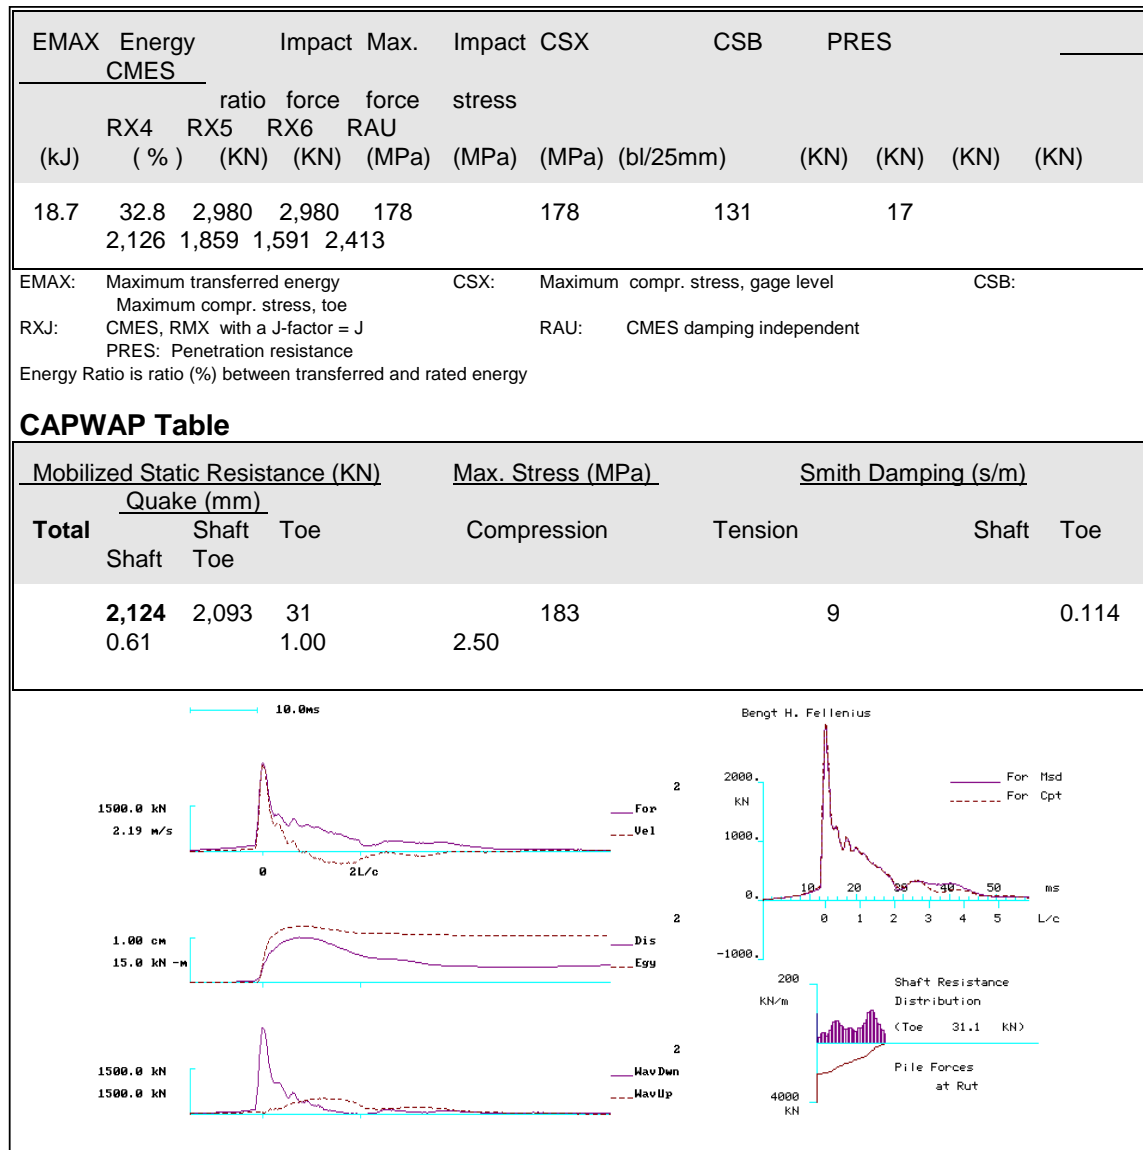 EMAX Energy Impact Max. Impact CSX CSB PRES
CMES
ratio force force stress
RX4 RX5 RX6 RAU
(kJ) ( % ) (KN) (KN) (MPa) (MPa) (MPa) (bl/25mm) (KN) (KN) (KN) (KN)
18.7 32.8 2,980 2,980 178 178 131 17
2,126 1,859 1,591 2,413
EMAX: Maximum transferred energy CSX: Maximum compr. stress, gage level CSB:
Maximum compr. stress, toe
RXJ: CMES, RMX with a J-factor = J RAU: CMES damping independent
PRES: Penetration resistance
Energy Ratio is ratio (%) between transferred and rated energy
CAPWAP Table
Mobilized Static Resistance (KN) Max. Stress (MPa) Smith Damping (s/m)
Quake (mm)
Total Shaft Toe Compression Tension Shaft Toe
Shaft Toe
2,124 2,093 31 183 9 0.114
0.61 1.00 2.50
10.0ms
1500.0 kN
2.19 m/s
2
For
Vel
0 2L/c
1.00 cm
15.0 kN -m
2
Dis
Egy
1500.0 kN
1500.0 kN
2
WavDwn
WavUp
Bengt H. Fellenius
2000.
KN
1000.
0.
-1000.
For Msd
For Cpt
10 20 30 40 50 ms
0 1 2 3 4 5 L/c
200
KN/m
Shaft Resistance
Distribution
(Toe 31.1 KN)
Pile Forces
at Rut
4000
KN